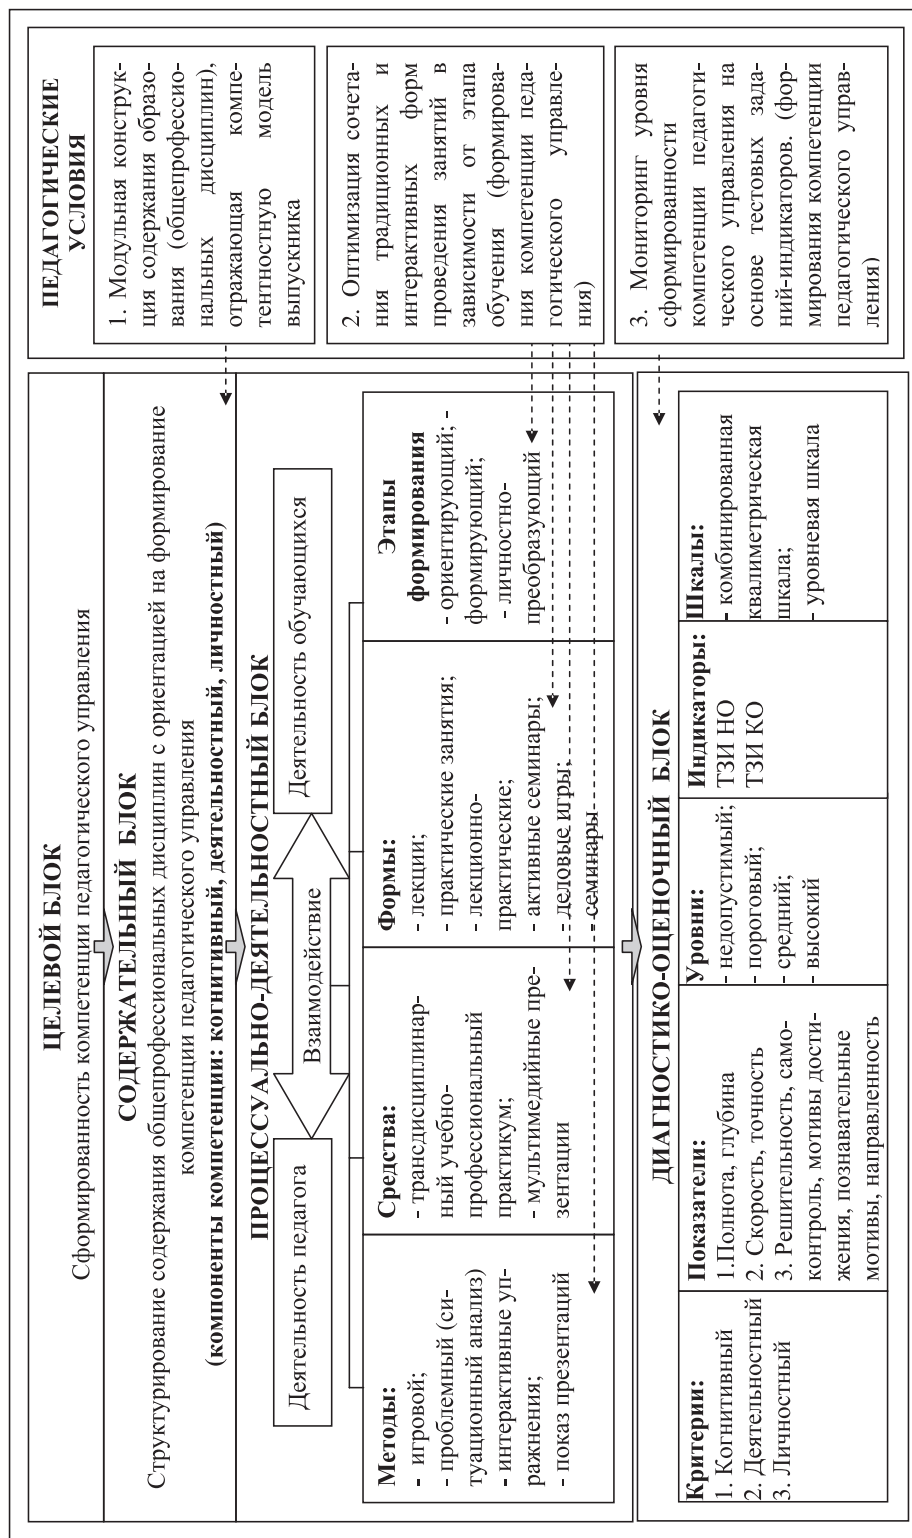 ЦЕЛЕВОЙ БЛОК
Сформированность компетенции педагогического управления
СОДЕРЖАТЕЛЬНЫЙ БЛОК
Структурирование содержания общепрофессиональных дисциплин с ориентацией на формирование
компетенции педагогического управления
(компоненты компетенции: когнитивный, деятельностный, личностный)
ПРОЦЕССУАЛЬНО-ДЕЯТЕЛЬНОСТНЫЙ БЛОК
Деятельность педагога
Взаимодействие
Деятельность обучающихся
Методы:
- игровой;
- проблемный (си-
туационный анализ)
- интерактивные уп-
ражнения;
- показ презентаций
Средства:
- трансдисциплинар-
ный учебно-
профессиональный
практикум;
- мультимедийные пре-
зентации
Формы:
- лекции;
- практические занятия;
- лекционно-
практические;
- активные семинары;
- деловые игры;
- семинары
Этапы
формирования
- ориентирующий; -
формирующий;
- личностно-
преобразующий
ДИАГНОСТИКО-ОЦЕНОЧНЫЙ БЛОК
Критерии:
1. Когнитивный
2. Деятельностный
3. Личностный
Показатели:
1.Полнота, глубина
2. Скорость, точность
3. Решительность, само-
контроль, мотивы дости-
жения, познавательные
мотивы, направленность
Уровни:
- недопустимый;
- пороговый;
- средний;
- высокий
Индикаторы:
ТЗИ НО
ТЗИ КО
Шкалы:
- комбинированная
квалиметрическая
шкала;
- уровневая шкала
ПЕДАГОГИЧЕСКИЕ
УСЛОВИЯ
1. Модульная конструк-
ция содержания образо-
вания (общепрофессио-
нальных дисциплин),
отражающая компе-
тентностную модель
выпускника
2. Оптимизация сочета-
ния традиционных и
интерактивных форм
проведения занятий в
зависимости от этапа
обучения (формирова-
ния компетенции педа-
гогического управле-
ния)
3. Мониторинг уровня
сформированности
компетенции педагоги-
ческого управления на
основе тестовых зада-
ний-индикаторов. (фор-
мирования компетенции
педагогического управ-
ления)